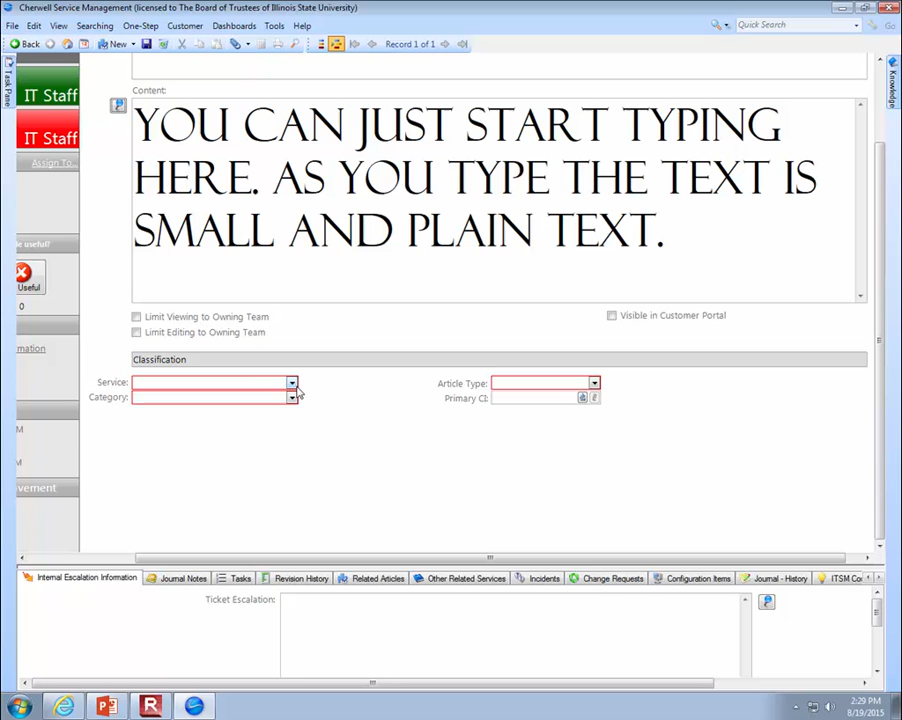 Cherwell Service Management (licensed to The Board of Trustees of Illinois State University)
File Edit View Searching One-Step Customer Dashboards Tools Help Quick Search Go
Back New Record 1 of 1
Task Pane
Knowledge
IT Staff
IT Staff
Assign To...
Content:
YOU CAN JUST START TYPING
HERE. AS YOU TYPE THE TEXT IS
SMALL AND PLAIN TEXT.
useful?
Useful
0
Limit Viewing to Owning Team Visible in Customer Portal
Limit Editing to Owning Team
Classification
Service: Article Type:
Category: Primary CI:
Internal Escalation Information Journal Notes Tasks Revision History Related Articles Other Related Services Incidents Change Requests Configuration Items Journal - History
Ticket Escalation:
2:29 PM
8/19/2015